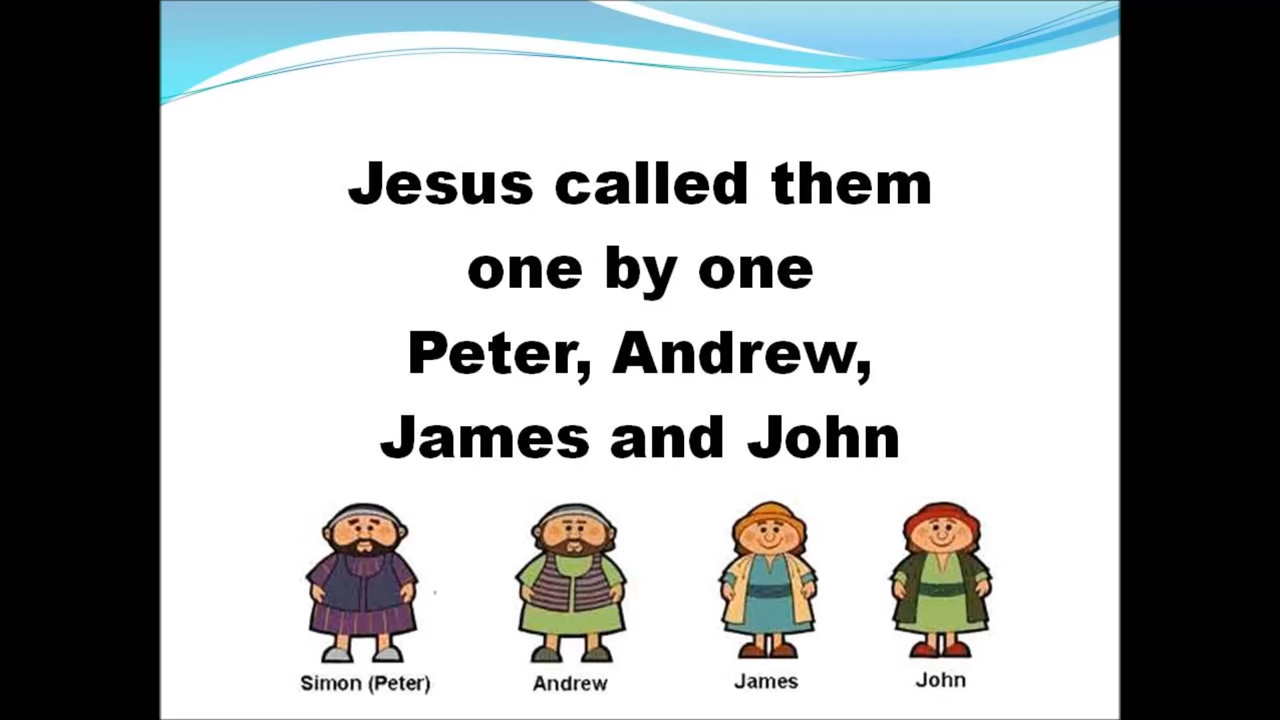 Jesus called them
one by one
Peter, Andrew,
James and John
Simon (Peter) Andrew James John